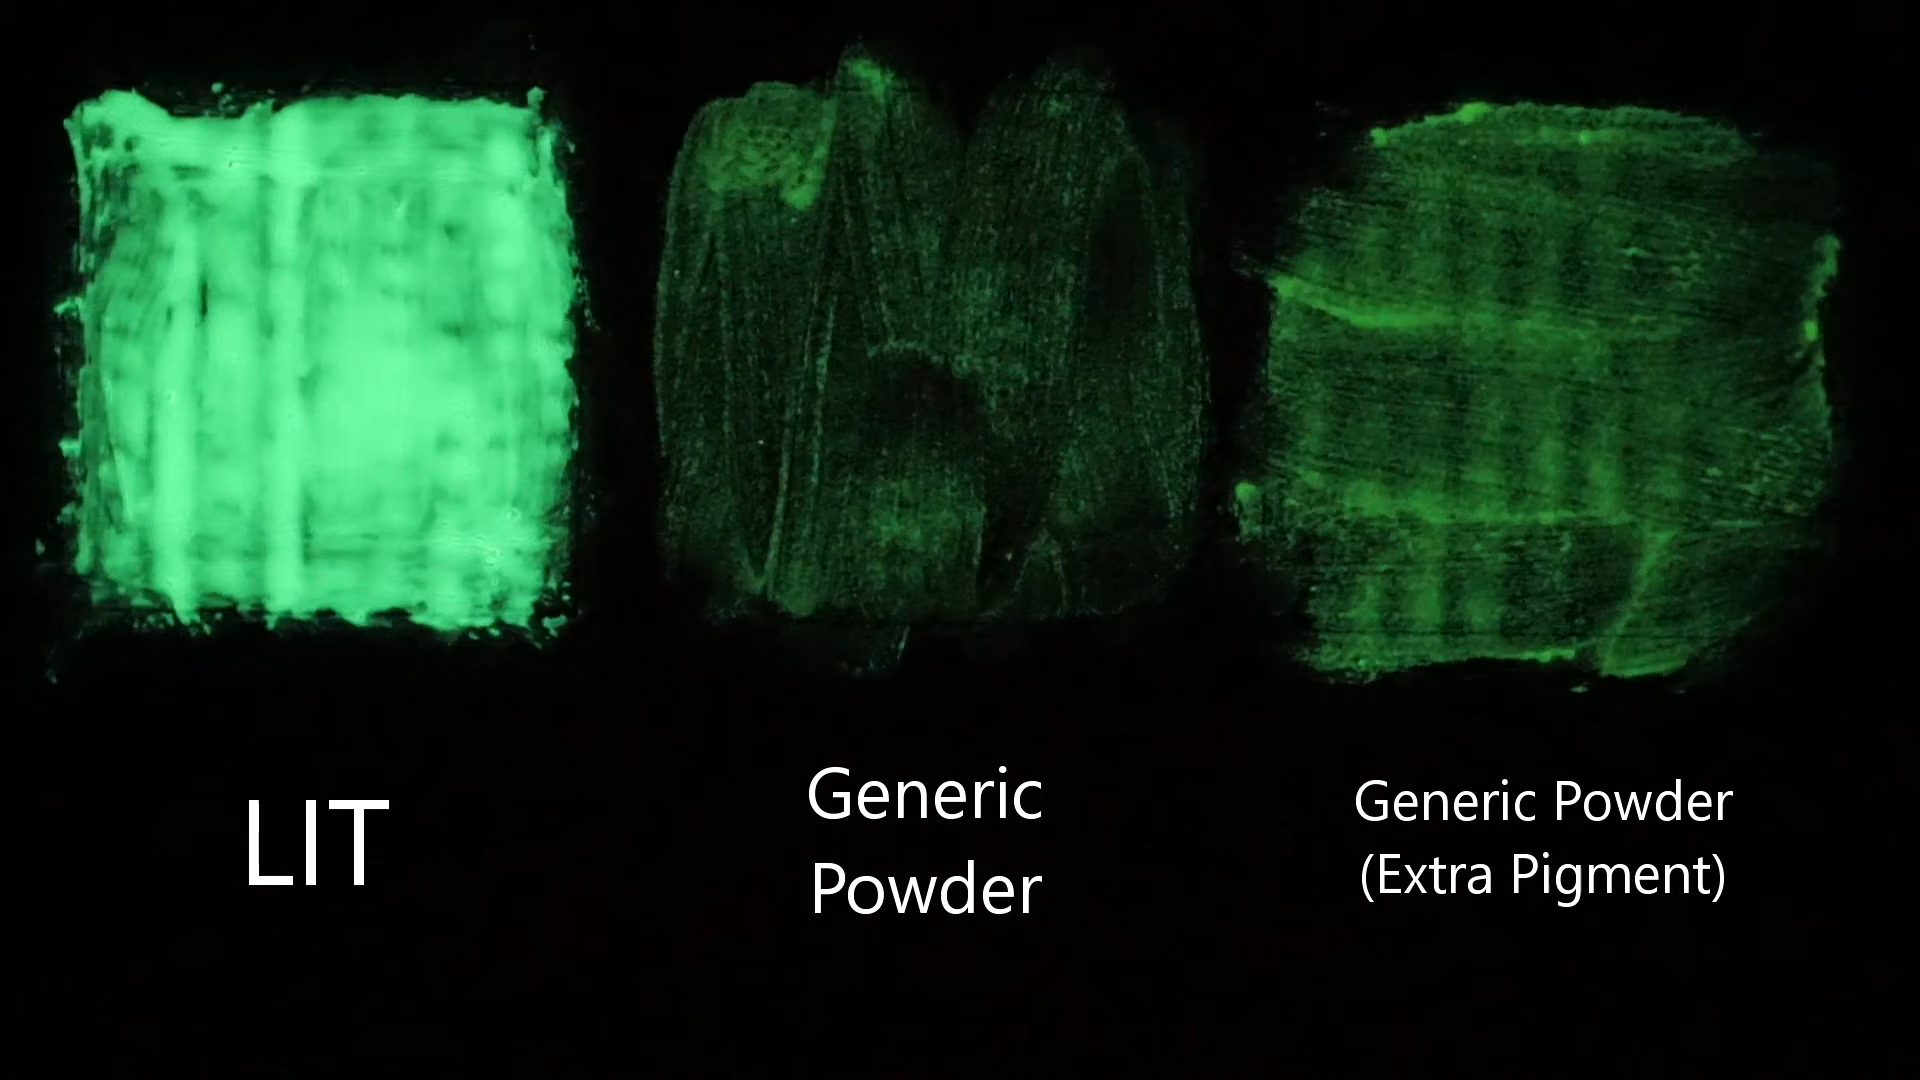 LIT
Generic
Powder
Generic Powder
(Extra Pigment)